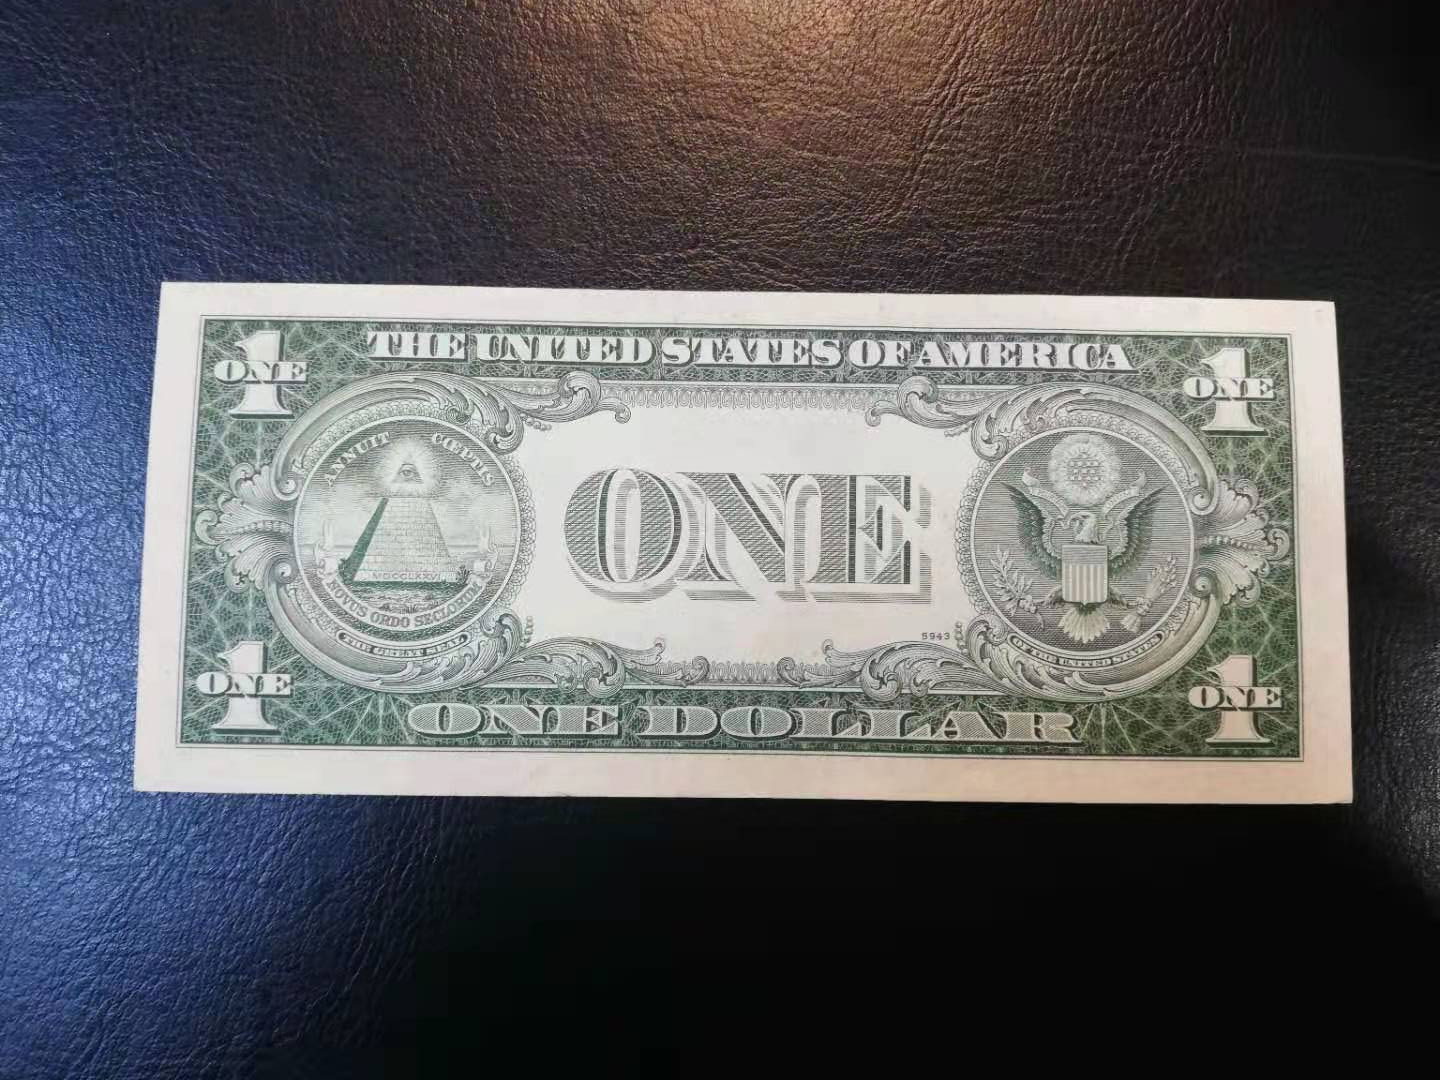 THE UNITED STATES OF AMERICA
1
ONE
1
ONE
ANNUIT CŒPTIS
MDCCLXXVI
NOVUS ORDO SECLORUM
THE GREAT SEAL
ONE
5943
OF THE UNITED STATES
1
ONE
1
ONE
ONE DOLLAR